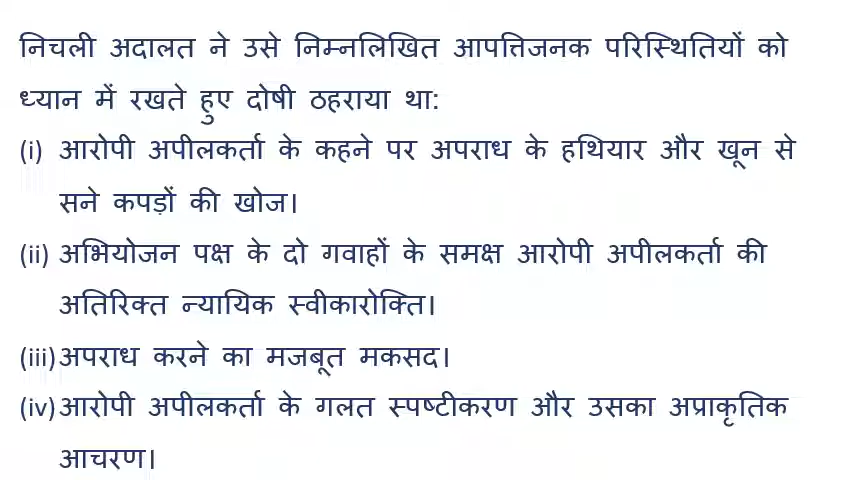 निचली अदालत ने उसे निम्नलिखित आपत्तिजनक परिस्थितियों को
ध्यान में रखते हुए दोषी ठहराया था:
(i) आरोपी अपीलकर्ता के कहने पर अपराध के हथियार और खून से
सने कपड़ों की खोज।
(ii) अभियोजन पक्ष के दो गवाहों के समक्ष आरोपी अपीलकर्ता की
अतिरिक्त न्यायिक स्वीकारोक्ति।
(iii) अपराध करने का मजबूत मकसद।
(iv) आरोपी अपीलकर्ता के गलत स्पष्टीकरण और उसका अप्राकृतिक
आचरण।